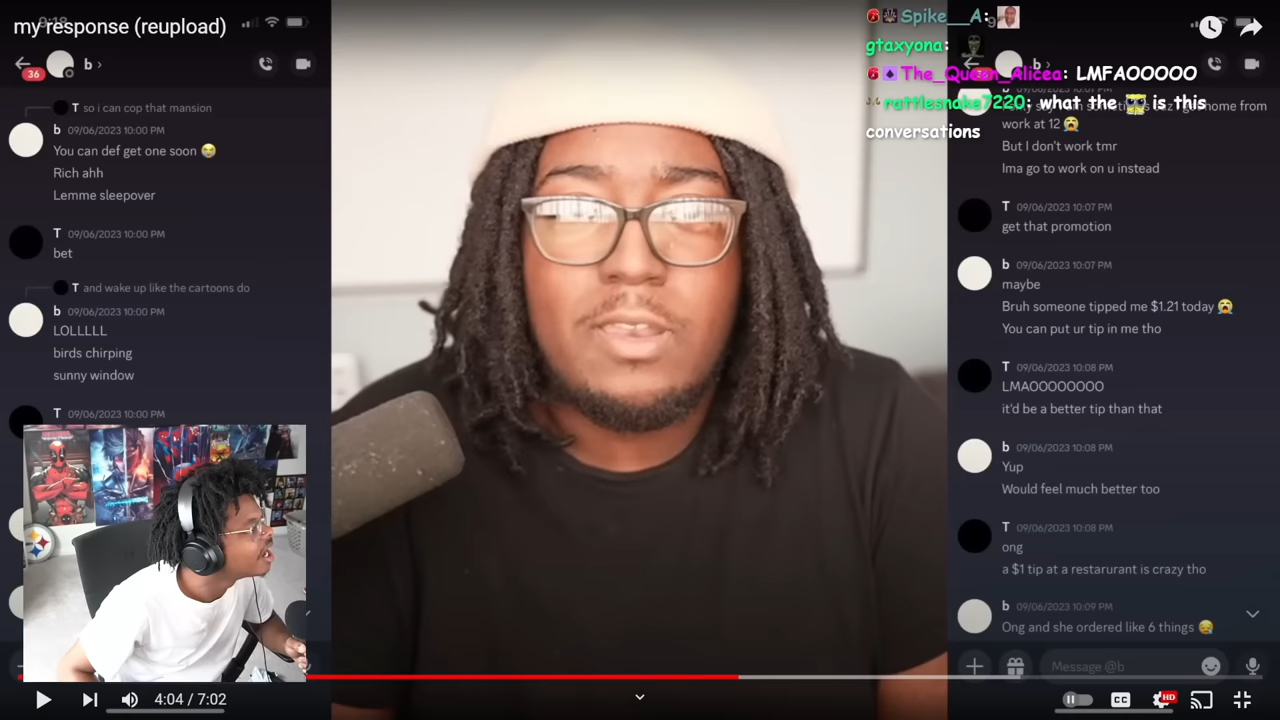 my response (reupload)
36
b ›
T so i can cop that mansion
b 09/06/2023 10:00 PM
You can def get one soon 😭
Rich ahh
Lemme sleepover
T 09/06/2023 10:00 PM
bet
T and wake up like the cartoons do
b 09/06/2023 10:00 PM
LOLLLLL
birds chirping
sunny window
T 09/06/2023 10:00 PM
Spike__A:
gtaxyona:
The_Queen_Alicea: LMFAOOOOO
rattlesnake7220: what the is this
conversations
b
home from
work at 12 😭
But I don't work tmr
Ima go to work on u instead
T 09/06/2023 10:07 PM
get that promotion
b 09/06/2023 10:07 PM
maybe
Bruh someone tipped me $1.21 today 😭
You can put ur tip in me tho
T 09/06/2023 10:08 PM
LMAOOOOOOOO
it'd be a better tip than that
b 09/06/2023 10:08 PM
Yup
Would feel much better too
T 09/06/2023 10:08 PM
ong
a $1 tip at a restarurant is crazy tho
b 09/06/2023 10:09 PM
Ong and she ordered like 6 things 😪
Message @b
4:04 / 7:02
CC
HD